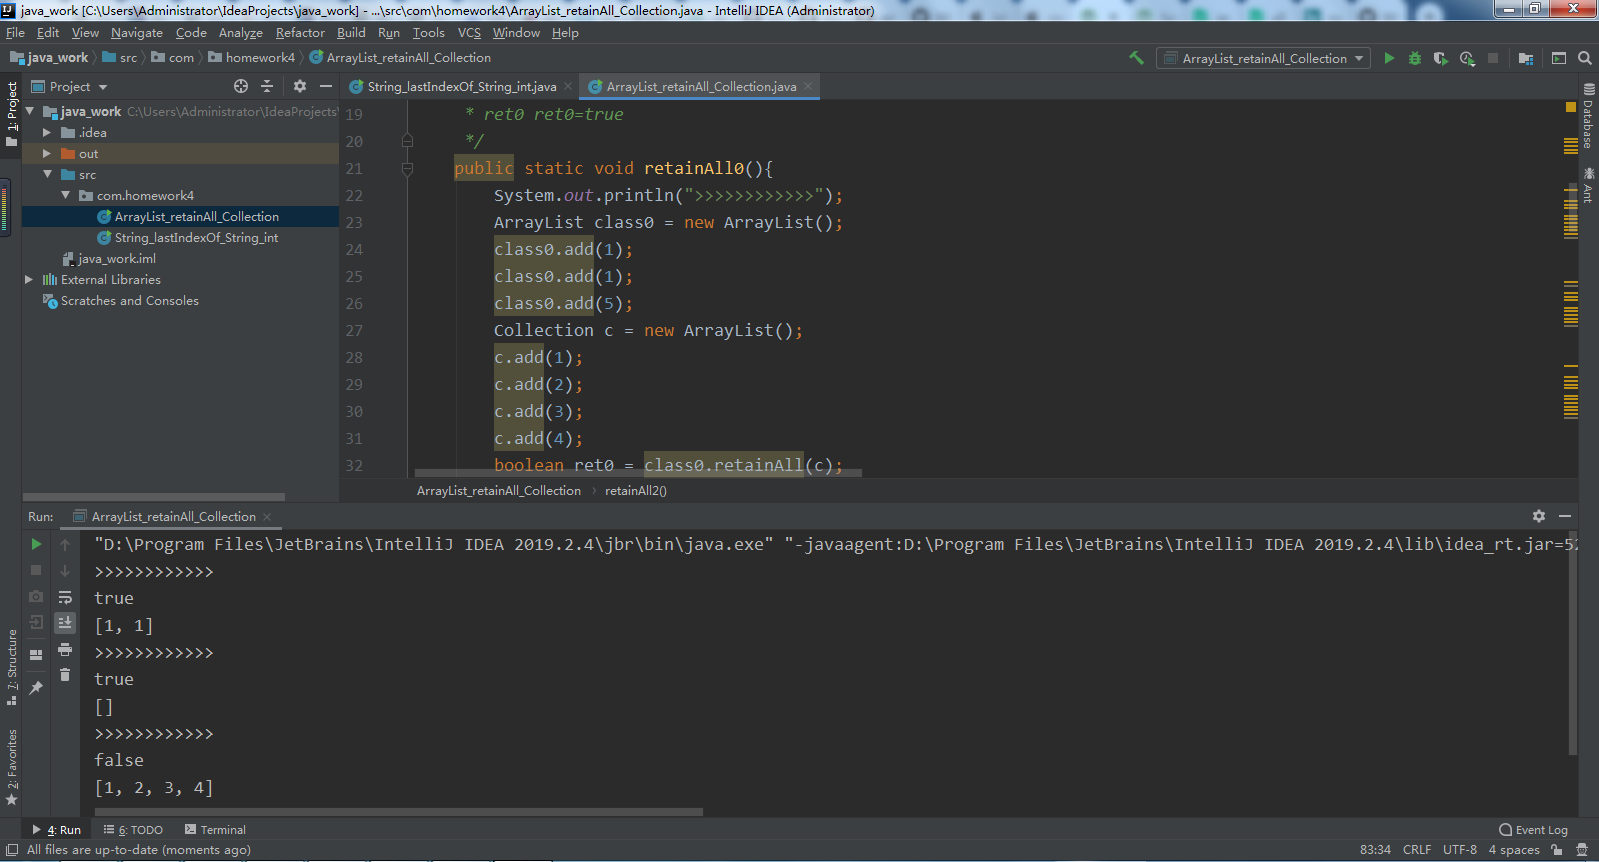 java_work [C:\Users\Administrator\IdeaProjects\java_work] - ...\src\com\homework4\ArrayList_retainAll_Collection.java - IntelliJ IDEA (Administrator)
File Edit View Navigate Code Analyze Refactor Build Run Tools VCS Window Help
java_work src com homework4 ArrayList_retainAll_Collection
ArrayList_retainAll_Collection
1: Project
Project
java_work C:\Users\Administrator\IdeaProjects\
.idea
out
src
com.homework4
ArrayList_retainAll_Collection
String_lastIndexOf_String_int
java_work.iml
External Libraries
Scratches and Consoles
String_lastIndexOf_String_int.java ArrayList_retainAll_Collection.java
19 * ret0 ret0=true
20 */
21 public static void retainAll0(){
22 System.out.println(">>>>>>>>>>>>");
23 ArrayList class0 = new ArrayList();
24 class0.add(1);
25 class0.add(1);
26 class0.add(5);
27 Collection c = new ArrayList();
28 c.add(1);
29 c.add(2);
30 c.add(3);
31 c.add(4);
32 boolean ret0 = class0.retainAll(c);
ArrayList_retainAll_Collection retainAll2()
Database
Ant
Run: ArrayList_retainAll_Collection
"D:\Program Files\JetBrains\IntelliJ IDEA 2019.2.4\jbr\bin\java.exe" "-javaagent:D:\Program Files\JetBrains\IntelliJ IDEA 2019.2.4\lib\idea_rt.jar=52
>>>>>>>>>>>>
true
[1, 1]
>>>>>>>>>>>>
true
[]
>>>>>>>>>>>>
false
[1, 2, 3, 4]
7: Structure
2: Favorites
4: Run 6: TODO Terminal Event Log
All files are up-to-date (moments ago) 83:34 CRLF UTF-8 4 spaces